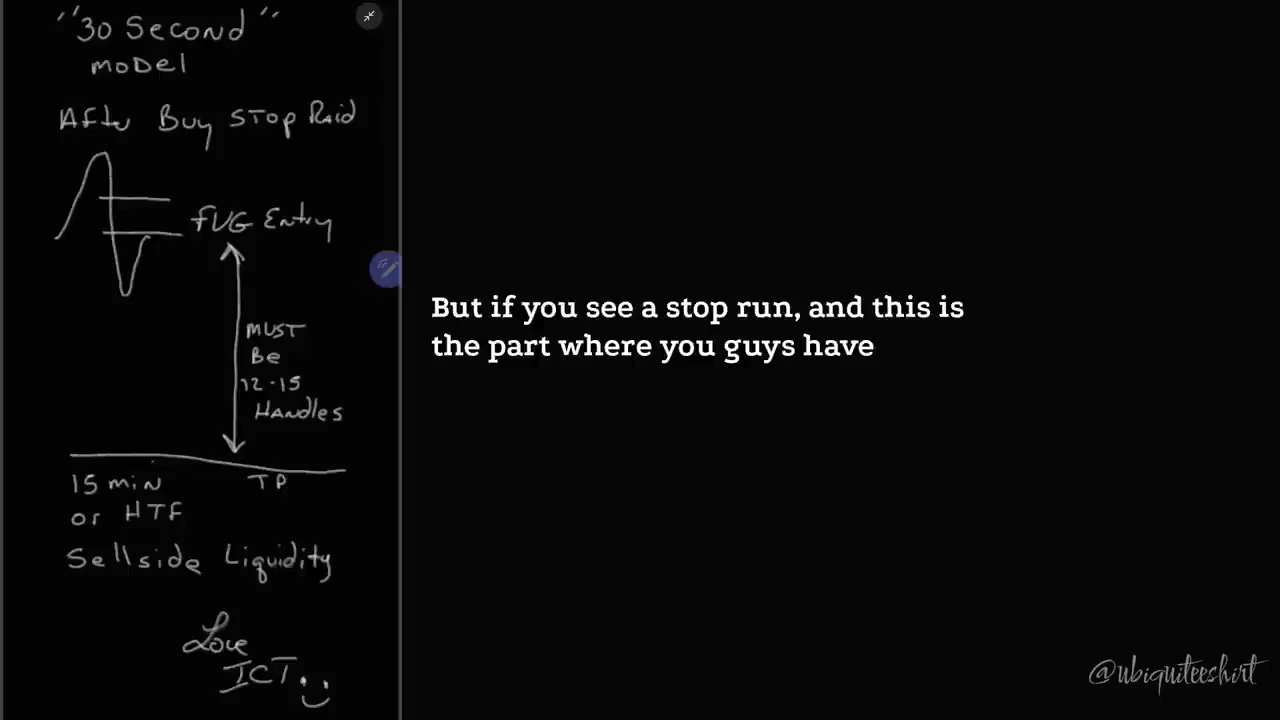 "30 Second"
model
After Buy Stop Raid
FVG Entry
MUST
Be
12-15
HANDles
15 min
TP
or HTF
Sellside Liquidity
Love
ICT
But if you see a stop run, and this is
the part where you guys have
@ubiquiteeshirt